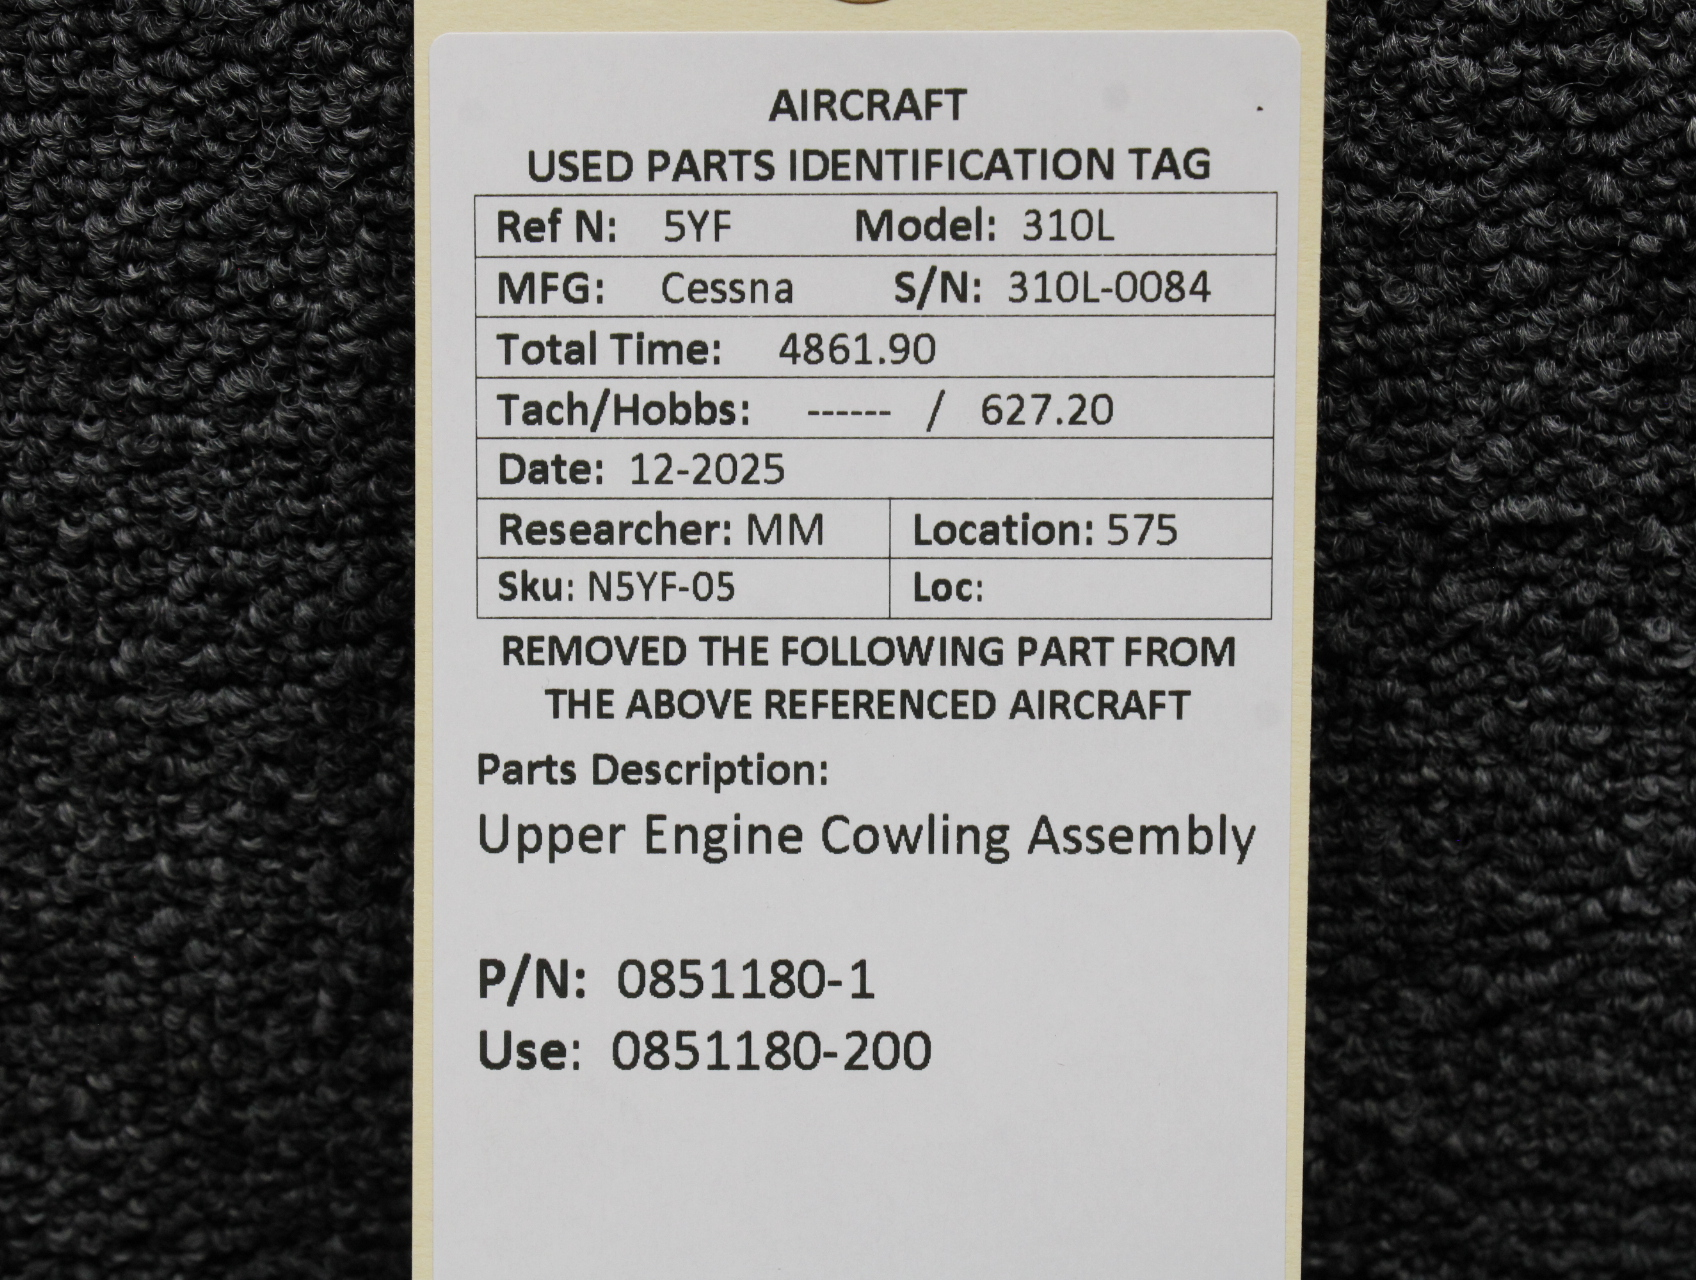 AIRCRAFT
USED PARTS IDENTIFICATION TAG
Ref N: 5YF Model: 310L
MFG: Cessna S/N: 310L-0084
Total Time: 4861.90
Tach/Hobbs: ------ / 627.20
Date: 12-2025
Researcher: MM Location: 575
Sku: N5YF-05 Loc:
REMOVED THE FOLLOWING PART FROM
THE ABOVE REFERENCED AIRCRAFT
Parts Description:
Upper Engine Cowling Assembly
P/N: 0851180-1
Use: 0851180-200